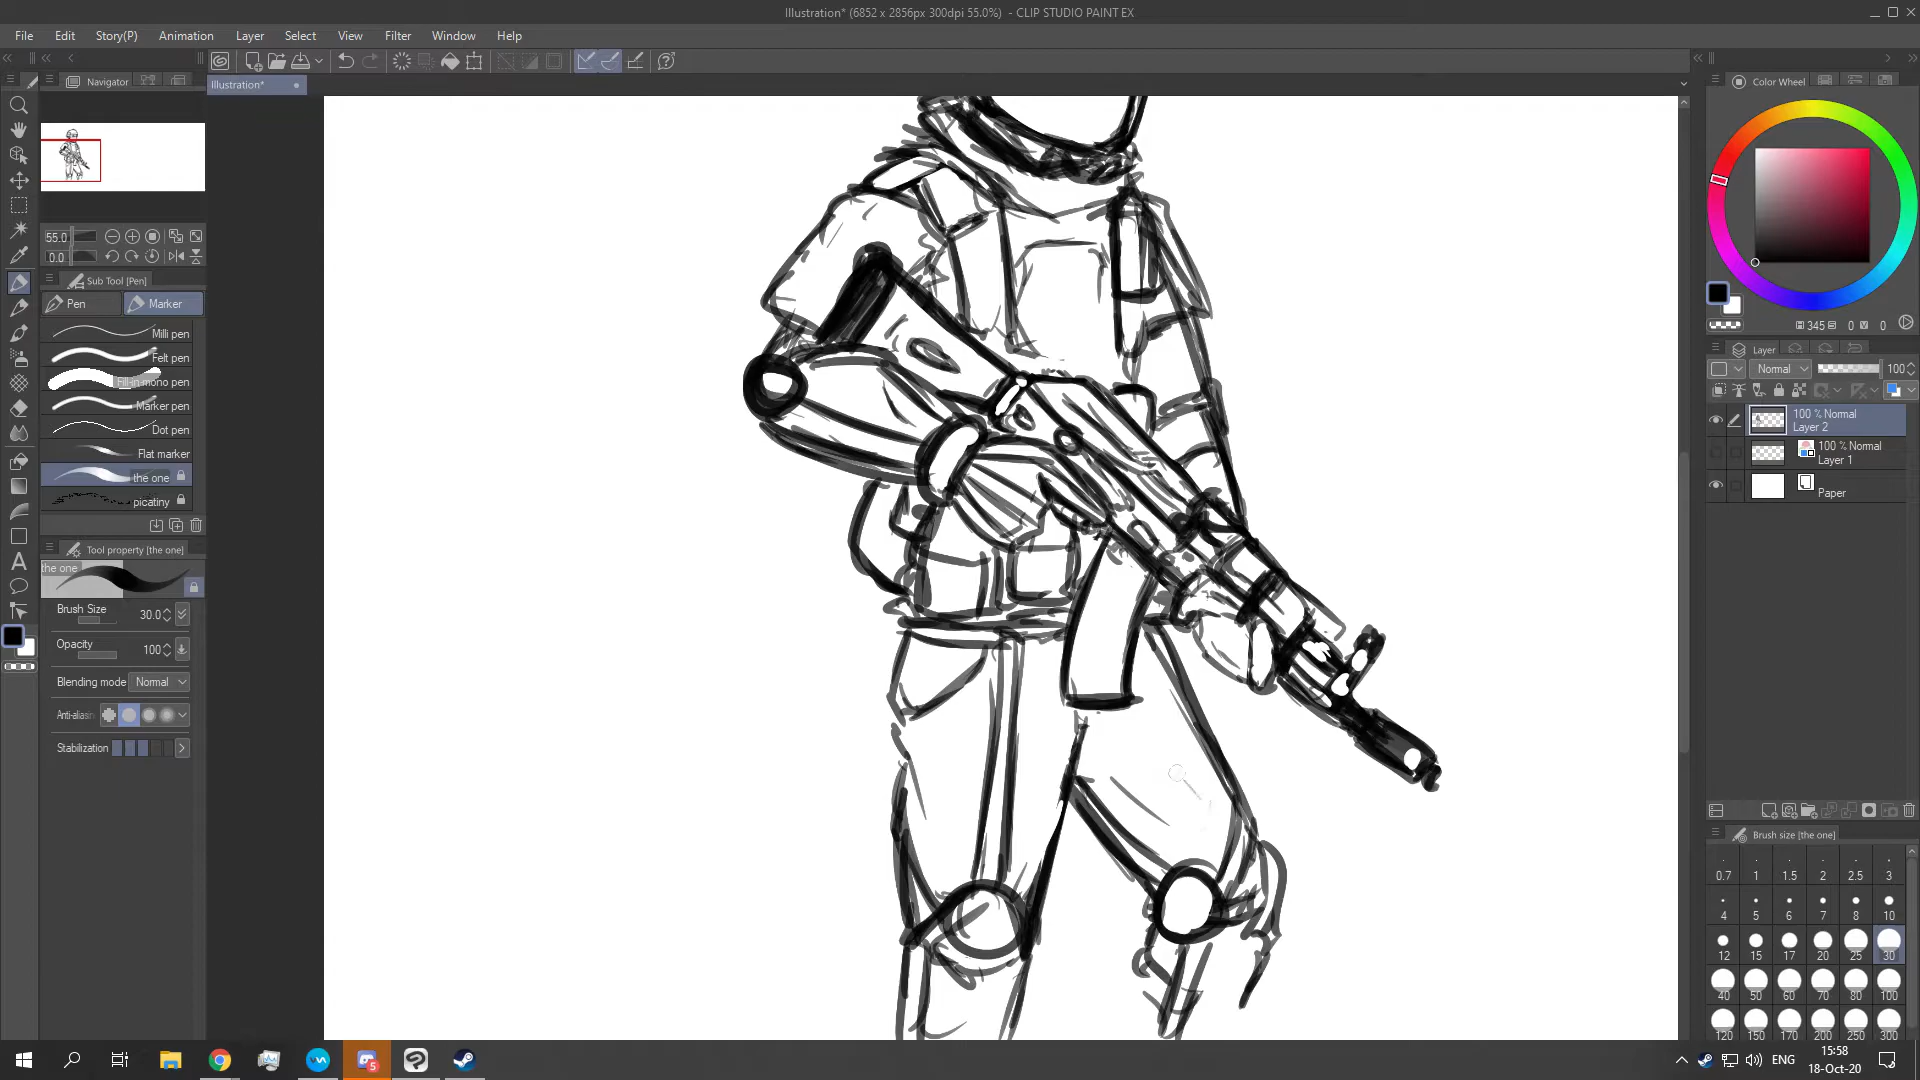 Illustration* (6852 x 2856px 300dpi 55.0%) - CLIP STUDIO PAINT EX
File Edit Story(P) Animation Layer Select View Filter Window Help
Navigator
Illustration*
Color Wheel
55.0
0.0
Sub Tool [Pen]
Pen Marker
Milli pen
Felt pen
Fill-in-mono pen
Marker pen
Dot pen
Flat marker
the one
picatiny
Tool property [the one]
the one
Brush Size 30.0
Opacity 100
Blending mode Normal
Anti-aliasin
Stabilization
345 0 V 0
Layer
Normal 100
100 % Normal
Layer 2
100 % Normal
Layer 1
Paper
Brush size [the one]
0.7 1 1.5 2 2.5 3
4 5 6 7 8 10
12 15 17 20 25 30
40 50 60 70 80 100
120 150 170 200 250 300
A
5
ENG
15:58
18-Oct-20